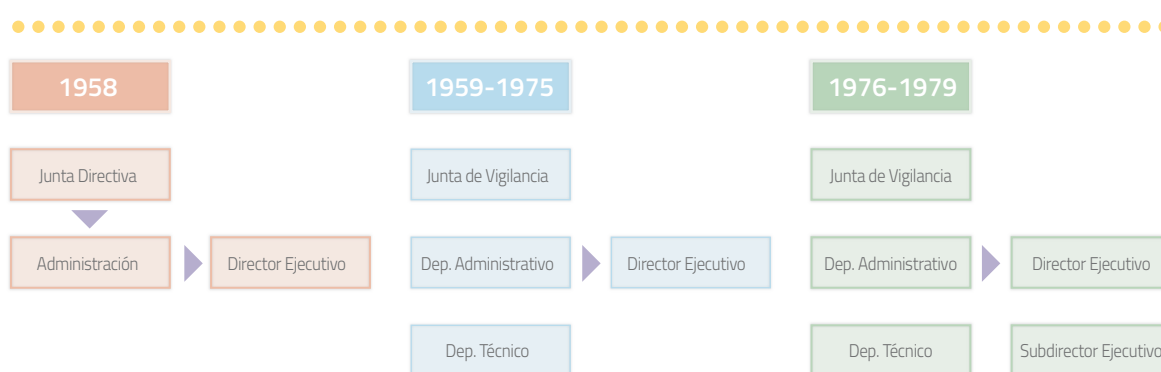 1958
Junta Directiva
Administración
Director Ejecutivo
1959-1975
Junta de Vigilancia
Dep. Administrativo
Director Ejecutivo
Dep. Técnico
1976-1979
Junta de Vigilancia
Dep. Administrativo
Director Ejecutivo
Dep. Técnico
Subdirector Ejecutivo